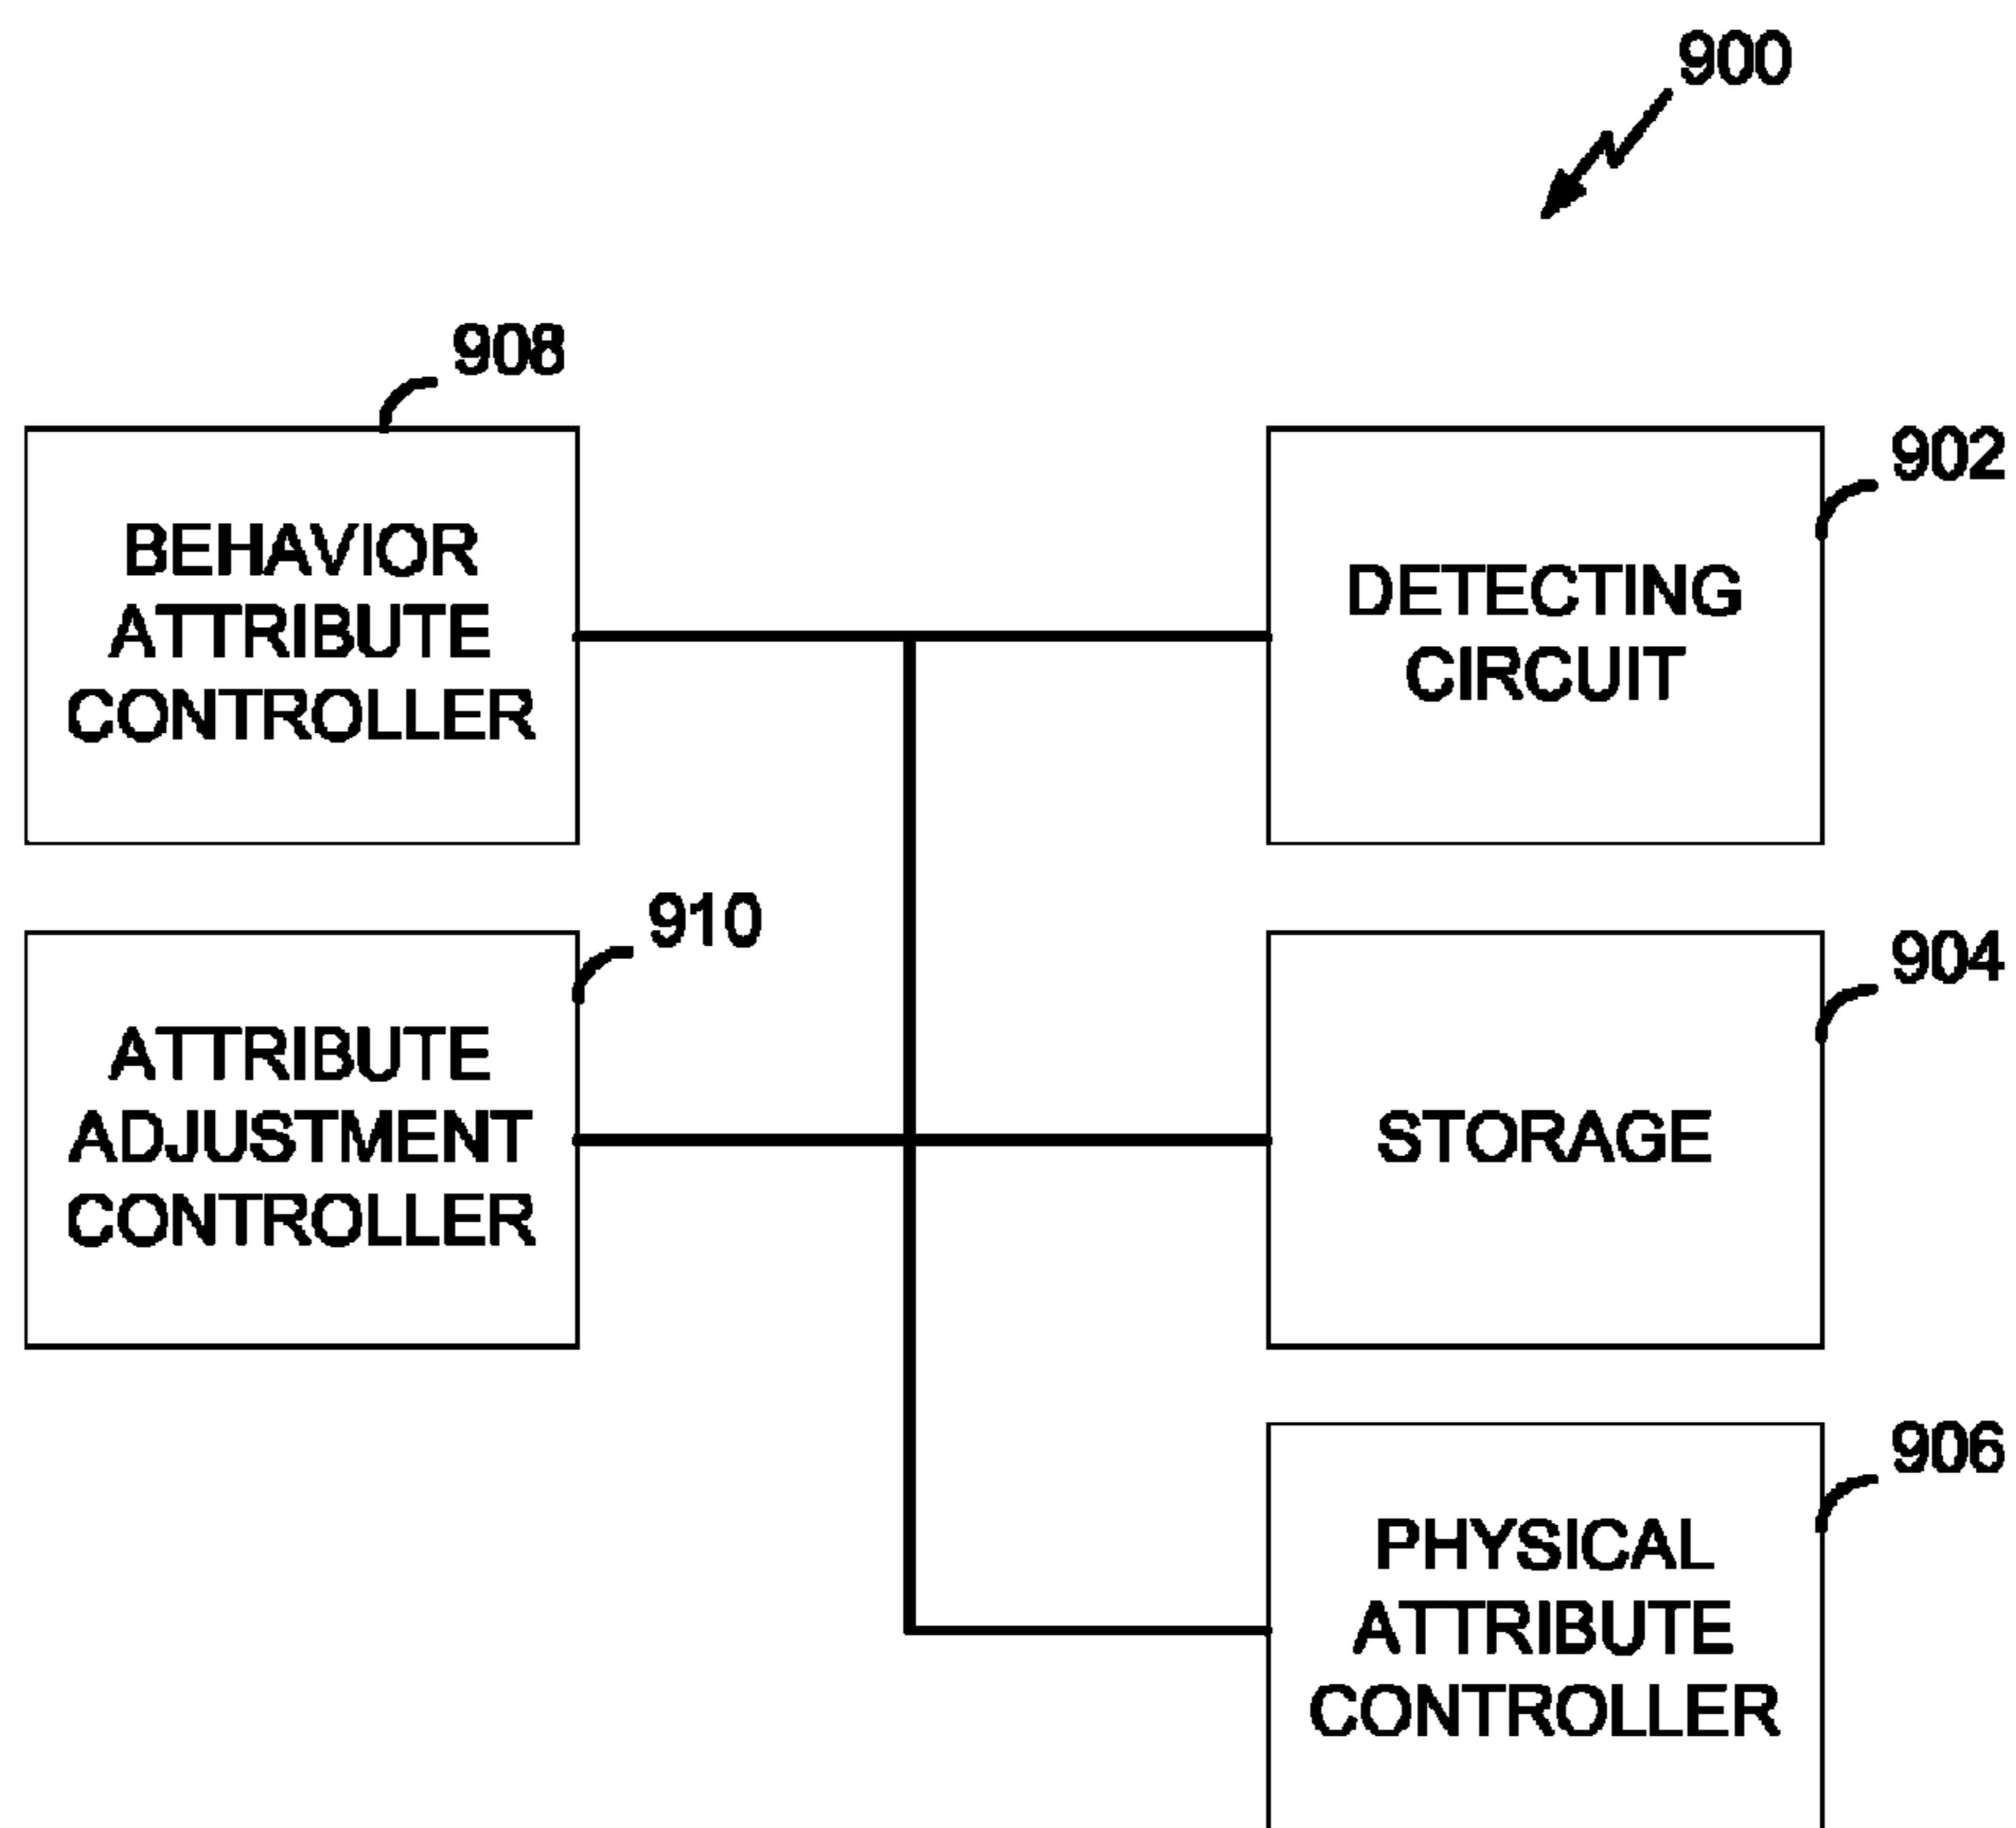 900
908
BEHAVIOR
ATTRIBUTE
CONTROLLER
902
DETECTING
CIRCUIT
910
ATTRIBUTE
ADJUSTMENT
CONTROLLER
904
STORAGE
906
PHYSICAL
ATTRIBUTE
CONTROLLER